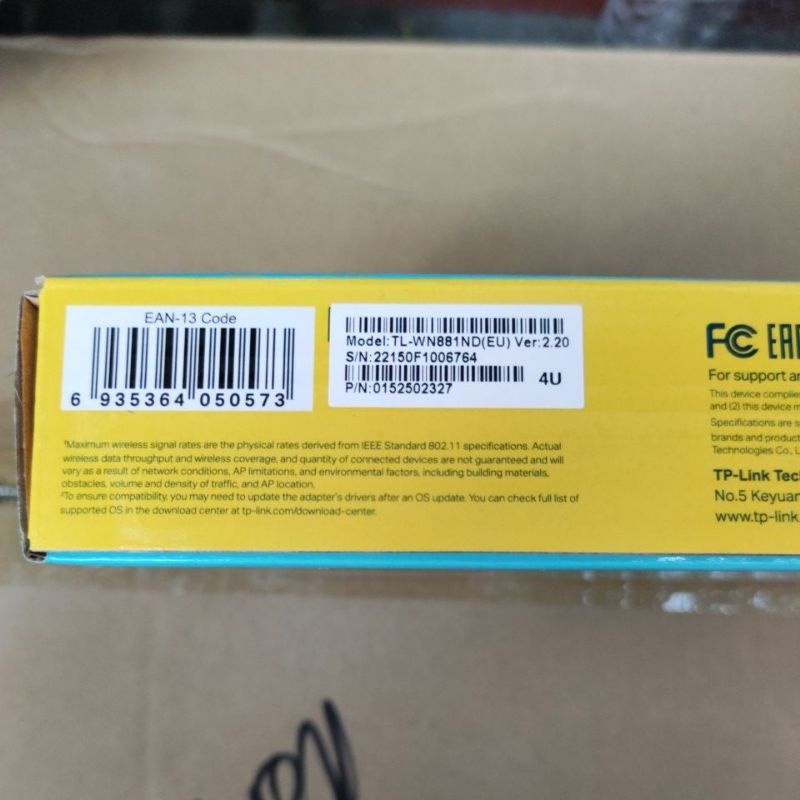 EAN-13 Code
6 935364 050573
Model:TL-WN881ND(EU) Ver:2.20
S/N:22150F1006764
P/N:0152502327
4U
¹Maximum wireless signal rates are the physical rates derived from IEEE Standard 802.11 specifications. Actual
wireless data throughput and wireless coverage, and quantity of connected devices are not guaranteed and will
vary as a result of network conditions, AP limitations, and environmental factors, including building materials,
obstacles, volume and density of traffic, and AP location.
²To ensure compatibility, you may need to update the adapter's drivers after an OS update. You can check full list of
supported OS in the download center at tp-link.com/download-center.
FC
For support
This device complies
and (2) this device
Specifications are
brands and
Technologies Co.,
TP-Link
No.5
www.tp-link